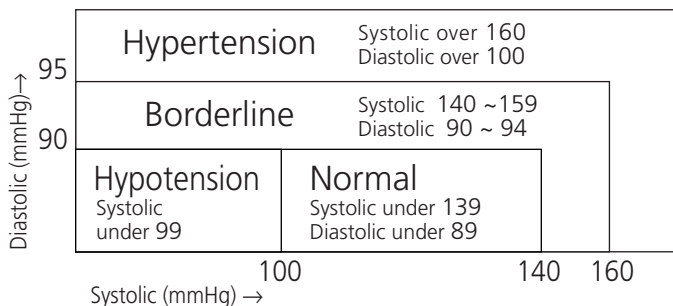 Hypertension
Systolic over 160
Diastolic over 100
95
Borderline
Systolic 140 ~159
Diastolic 90 ~ 94
90
Hypotension
Systolic
under 99
Normal
Systolic under 139
Diastolic under 89
Diastolic (mmHg)→
100
140
160
Systolic (mmHg) →